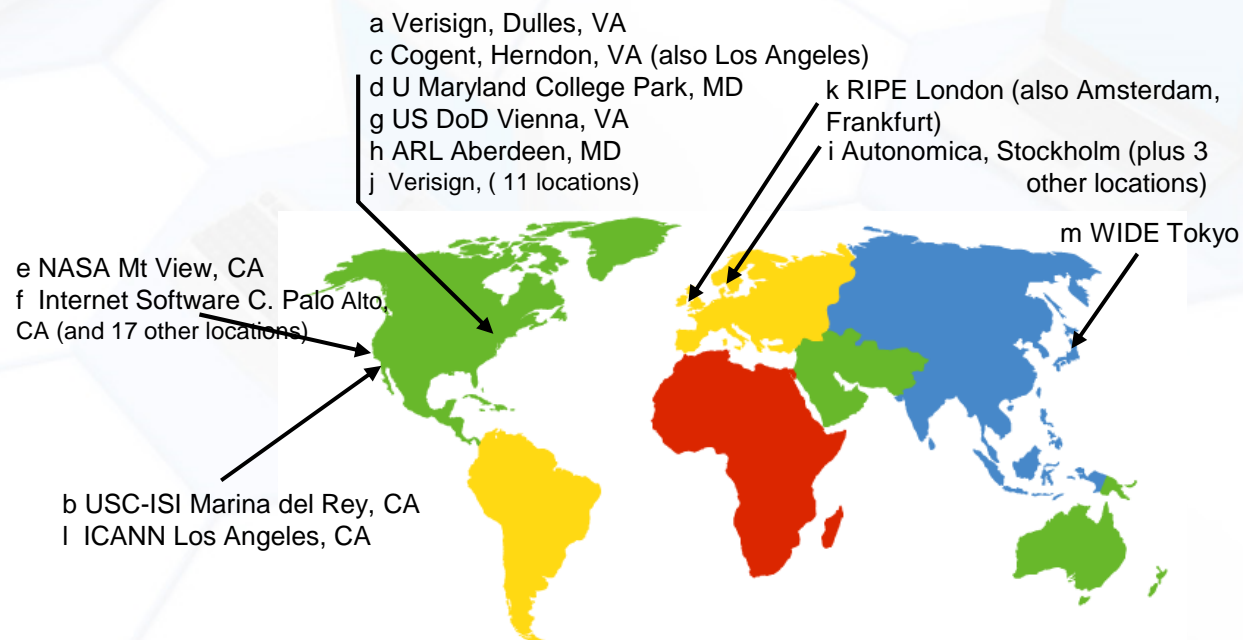 a Verisign, Dulles, VA
c Cogent, Herndon, VA (also Los Angeles)
d U Maryland College Park, MD
g US DoD Vienna, VA
h ARL Aberdeen, MD
j Verisign, ( 11 locations)
k RIPE London (also Amsterdam,
Frankfurt)
i Autonomica, Stockholm (plus 3
other locations)
m WIDE Tokyo
e NASA Mt View, CA
f Internet Software C. Palo Alto,
CA (and 17 other locations)
b USC-ISI Marina del Rey, CA
l ICANN Los Angeles, CA